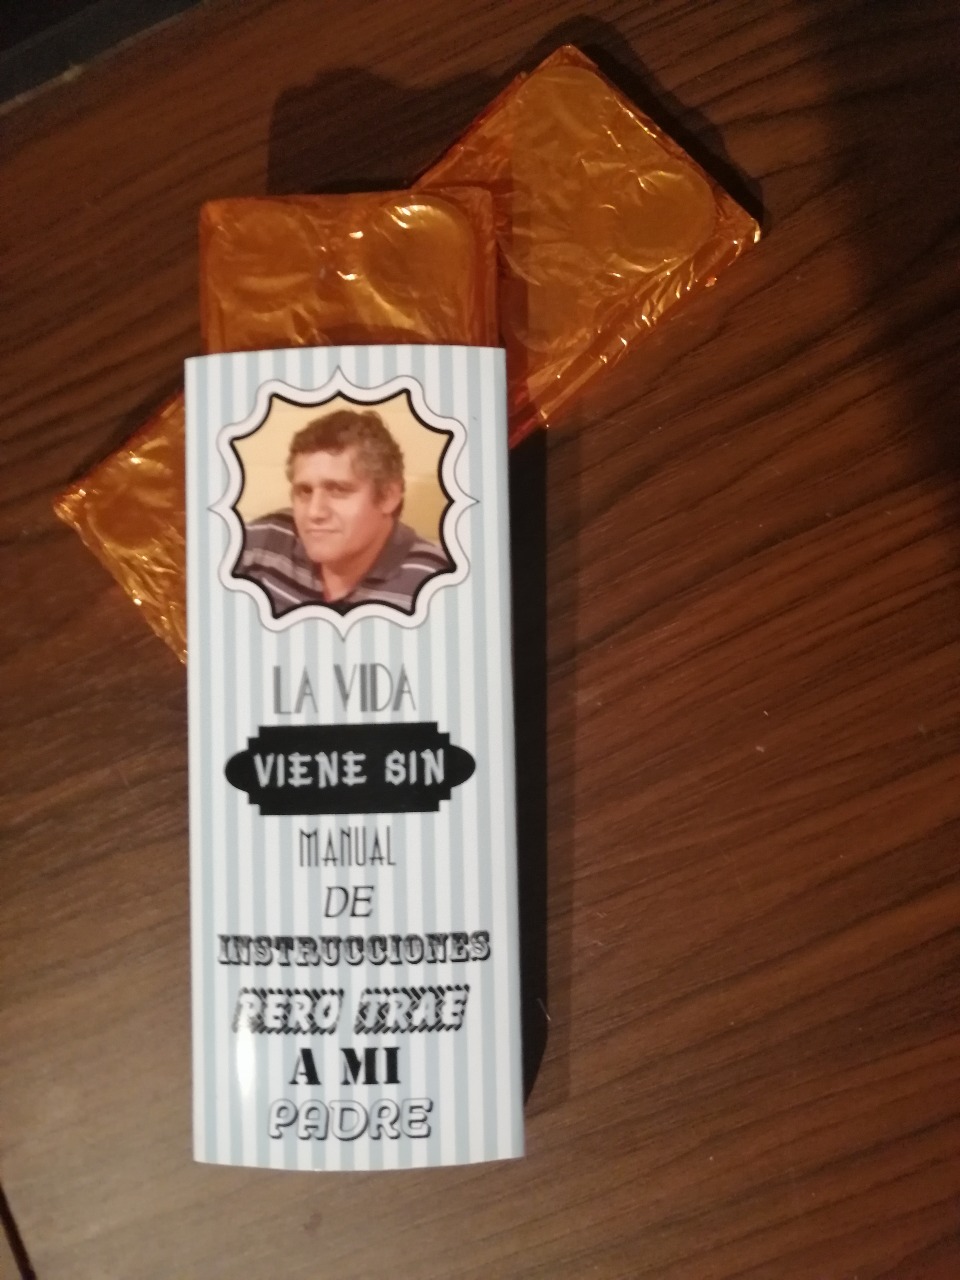 LA VIDA
VIENE SIN
MANUAL
DE
INSTRUCCIONES
PERO TRAE
A MI
PADRE